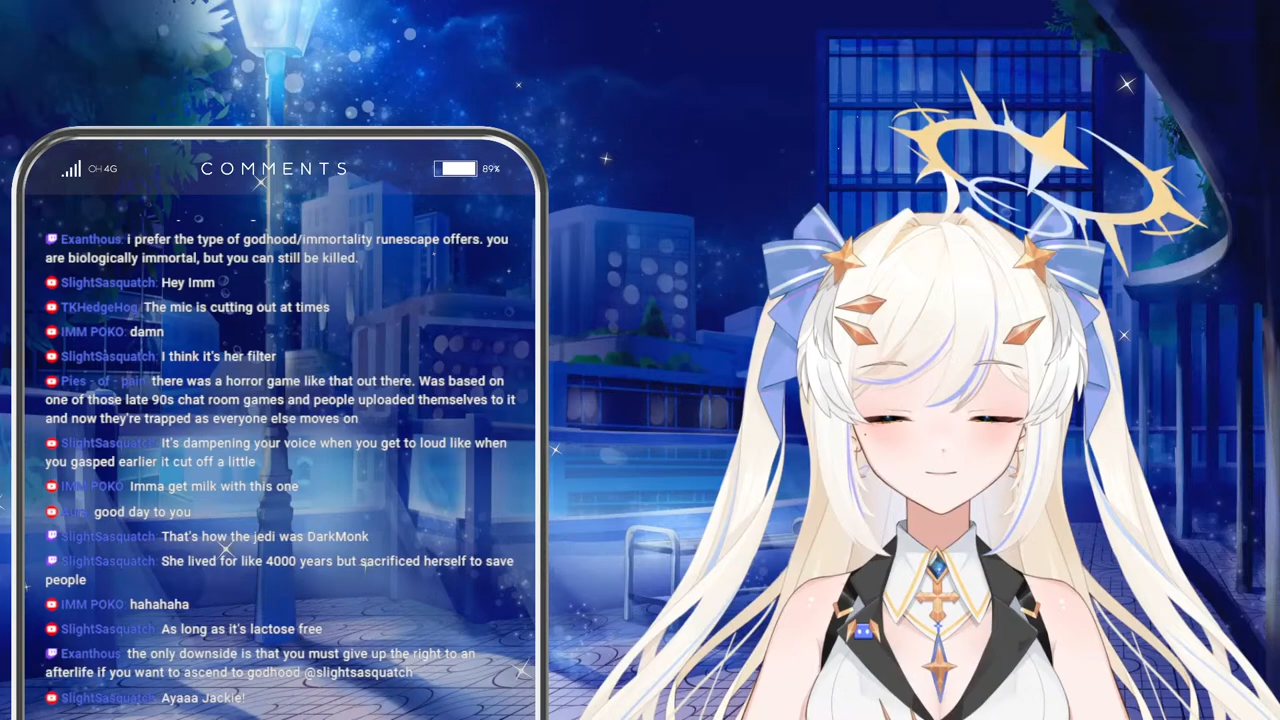 OH 4G
COMMENTS
89%
Exanthous: i prefer the type of godhood/immortality runescape offers. you
are biologically immortal, but you can still be killed.
SlightSasquatch: Hey Imm
TKHedgeHog: The mic is cutting out at times
IMM POKO: damn
SlightSasquatch: I think it's her filter
Pies - of - pain: there was a horror game like that out there. Was based on
one of those late 90s chat room games and people uploaded themselves to it
and now they're trapped as everyone else moves on
SlightSasquatch: It's dampening your voice when you get to loud like when
you gasped earlier it cut off a little
IMM POKO: Imma get milk with this one
good day to you
SlightSasquatch: That's how the jedi was DarkMonk
SlightSasquatch: She lived for like 4000 years but sacrificed herself to save
people
IMM POKO: hahahaha
SlightSasquatch: As long as it's lactose free
Exanthous: the only downside is that you must give up the right to an
afterlife if you want to ascend to godhood @slightsasquatch
SlightSasquatch: Ayaaa Jackie!